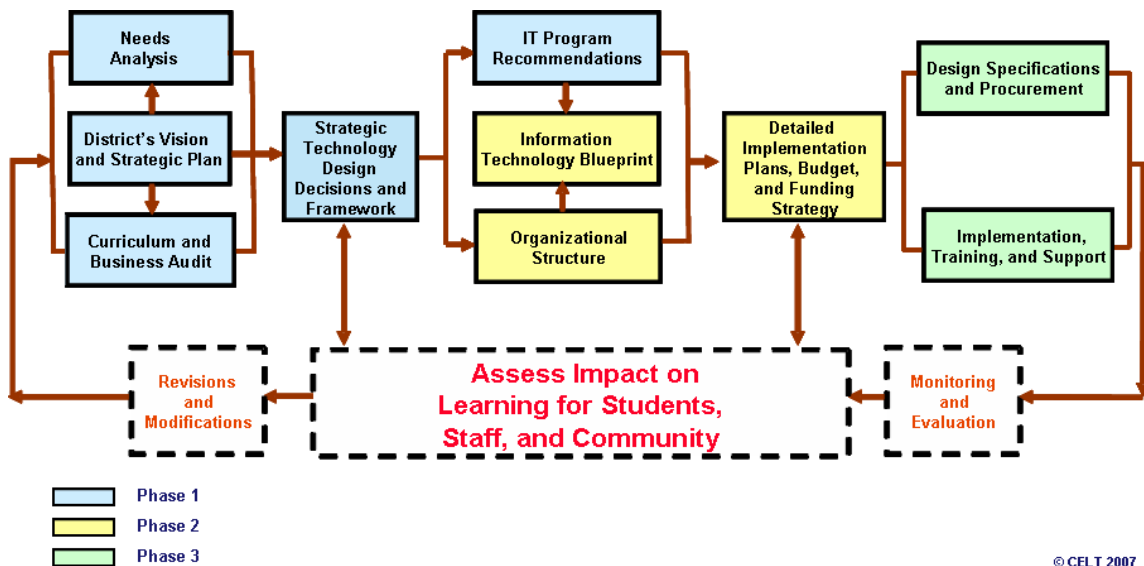 Needs
Analysis
District's Vision
and Strategic Plan
Curriculum and
Business Audit
Strategic
Technology
Design
Decisions and
Framework
IT Program
Recommendations
Information
Technology Blueprint
Organizational
Structure
Detailed
Implementation
Plans, Budget,
and Funding
Strategy
Design Specifications
and Procurement
Implementation,
Training, and Support
Revisions
and
Modifications
Assess Impact on
Learning for Students,
Staff, and Community
Monitoring
and
Evaluation
Phase 1
Phase 2
Phase 3
© CELT 2007